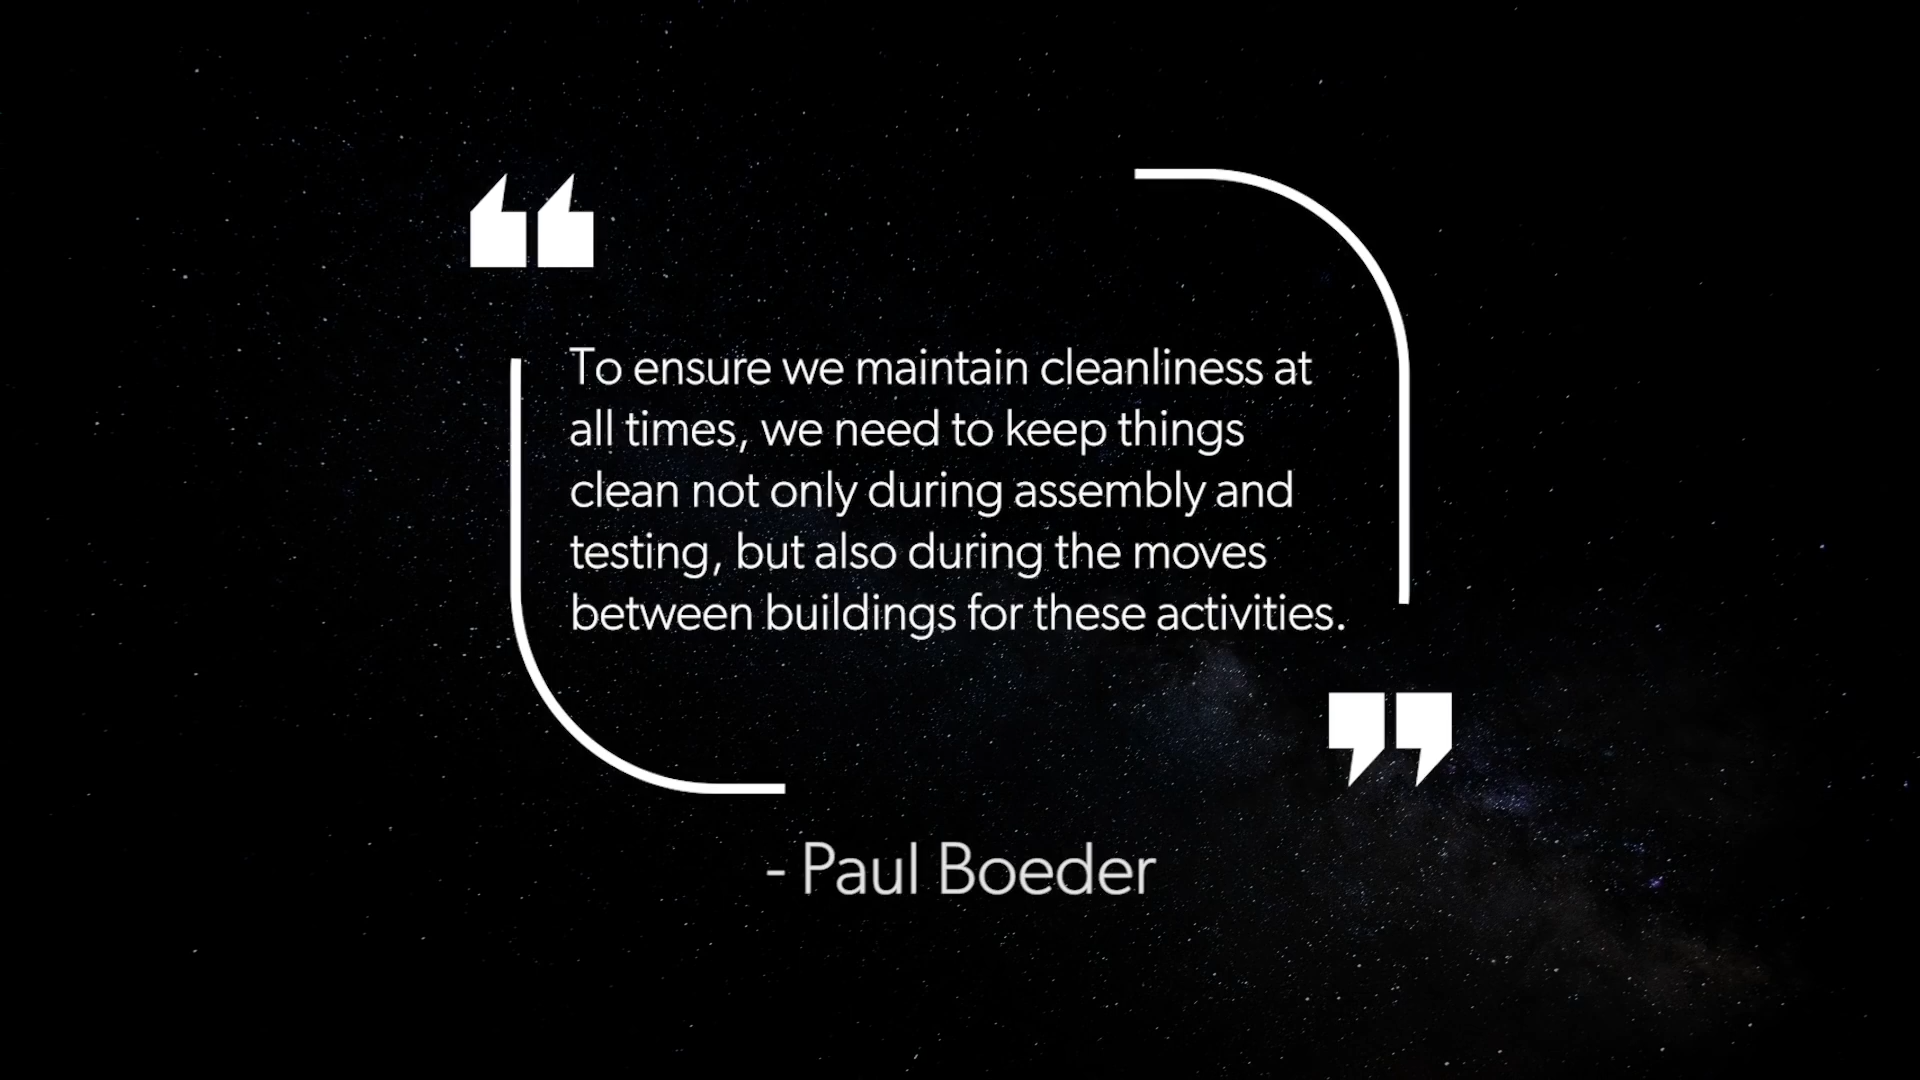 “
To ensure we maintain cleanliness at
all times, we need to keep things
clean not only during assembly and
testing, but also during the moves
between buildings for these activities.
”
- Paul Boeder